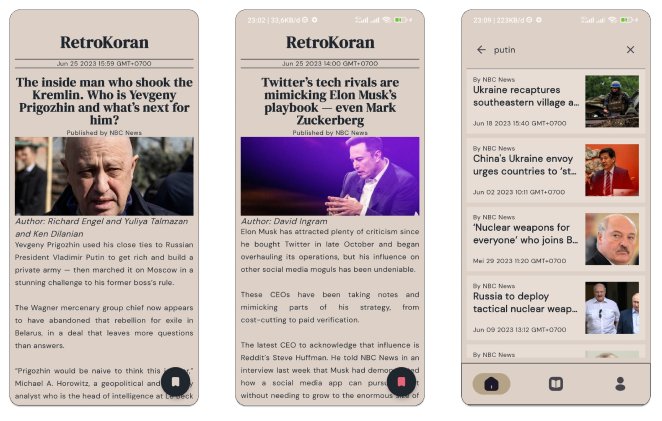 RetroKoran
Jun 25 2023 15:59 GMT+0700
The inside man who shook the
Kremlin. Who is Yevgeny
Prigozhin and what's next for
him?
Published by NBC News
Author: Richard Engel and Yuliya Talmazan
and Ken Dilanian
Yevgeny Prigozhin used his close ties to Russian
President Vladimir Putin to get rich and build a
private army — then marched it on Moscow in a
stunning challenge to his former boss's rule.
The Wagner mercenary group chief now appears
to have abandoned that rebellion for exile in
Belarus, in a deal that leaves more questions
than answers.
"Prigozhin would be naive to think this
Michael A. Horowitz, a geopolitical and
analyst who is the head of intelligence at Le Beck
23:02 | 33,6KB/d
RetroKoran
Jun 25 2023 14:00 GMT+0700
Twitter's tech rivals are
mimicking Elon Musk's
playbook — even Mark
Zuckerberg
Published by NBC News
Author: David Ingram
Elon Musk has attracted plenty of criticism since
he bought Twitter in late October and began
overhauling its operations, but his influence on
other social media moguls has been undeniable.
These CEOs have been taking notes and
mimicking parts of his strategy, from
cost-cutting to paid verification.
The latest CEO to acknowledge that influence is
Reddit's Steve Huffman. He told NBC News in an
interview last week that Musk had demonstrated
how a social media app can pursue
without needing to grow to the enormous size of
23:09 | 223KB/d
putin
By NBC News
Ukraine recaptures
southeastern village a...
Jun 18 2023 15:40 GMT+0700
By NBC News
China's Ukraine envoy
urges countries to 'st...
Jun 02 2023 10:11 GMT+0700
By NBC News
'Nuclear weapons for
everyone' who joins B...
Mei 29 2023 11:20 GMT+0700
By NBC News
Russia to deploy
tactical nuclear weap...
Jun 09 2023 13:12 GMT+0700
By NBC News